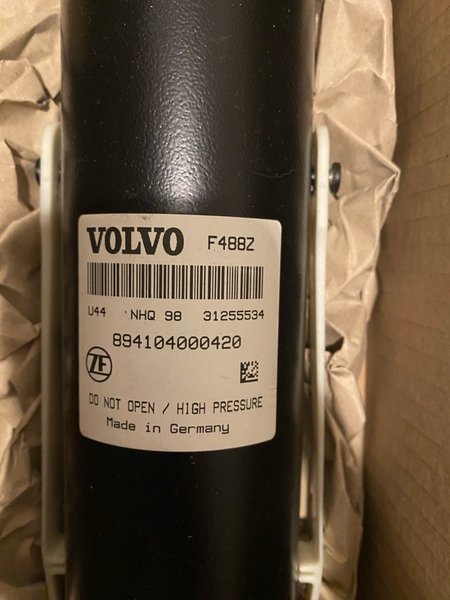 VOLVO F488Z
U44 NHQ 98 31255534
894104000420
ZF
DO NOT OPEN / HIGH PRESSURE
Made in Germany